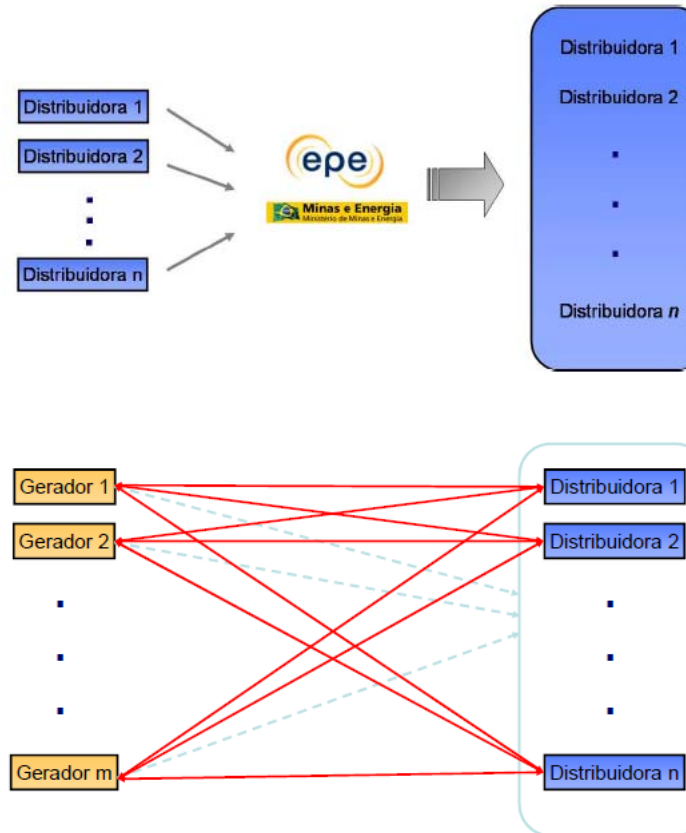 Distribuidora 1
Distribuidora 2
Distribuidora n
epe
Minas e Energia
Ministério de Minas e Energia
Distribuidora 1
Distribuidora 2
Distribuidora n
Gerador 1
Gerador 2
Gerador m
Distribuidora 1
Distribuidora 2
Distribuidora n